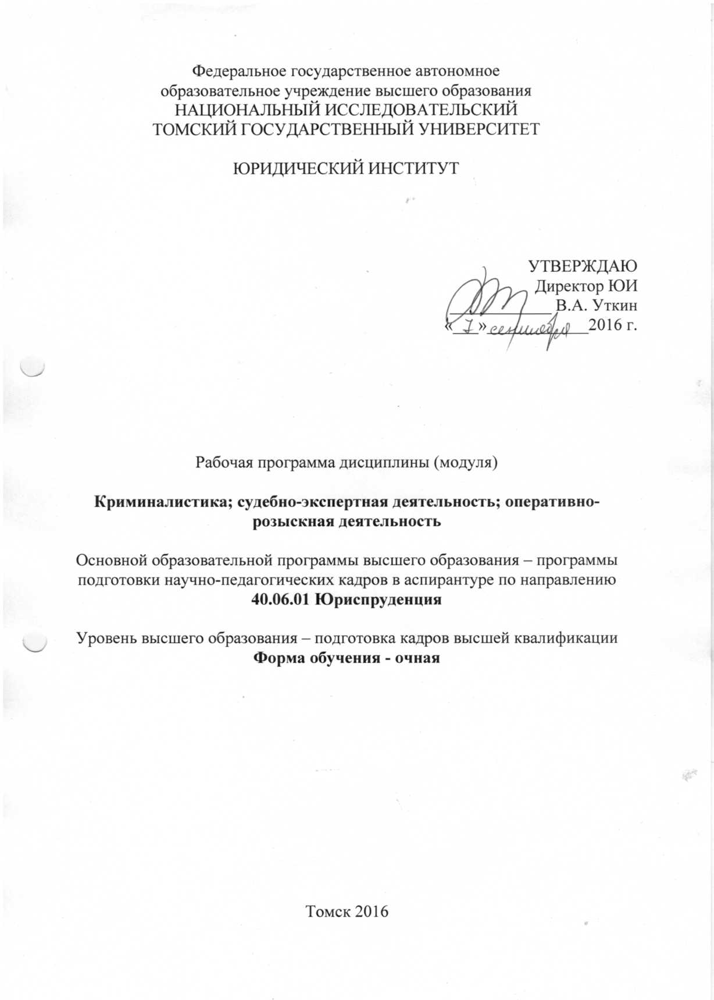 Федеральное государственное автономное
образовательное учреждение высшего образования
НАЦИОНАЛЬНЫЙ ИССЛЕДОВАТЕЛЬСКИЙ
ТОМСКИЙ ГОСУДАРСТВЕННЫЙ УНИВЕРСИТЕТ
ЮРИДИЧЕСКИЙ ИНСТИТУТ
УТВЕРЖДАЮ
Директор ЮИ
____________ В.А. Уткин
«7» сентября 2016 г.
Рабочая программа дисциплины (модуля)
Криминалистика; судебно-экспертная деятельность; оперативно-
розыскная деятельность
Основной образовательной программы высшего образования – программы
подготовки научно-педагогических кадров в аспирантуре по направлению
40.06.01 Юриспруденция
Уровень высшего образования – подготовка кадров высшей квалификации
Форма обучения - очная
Томск 2016